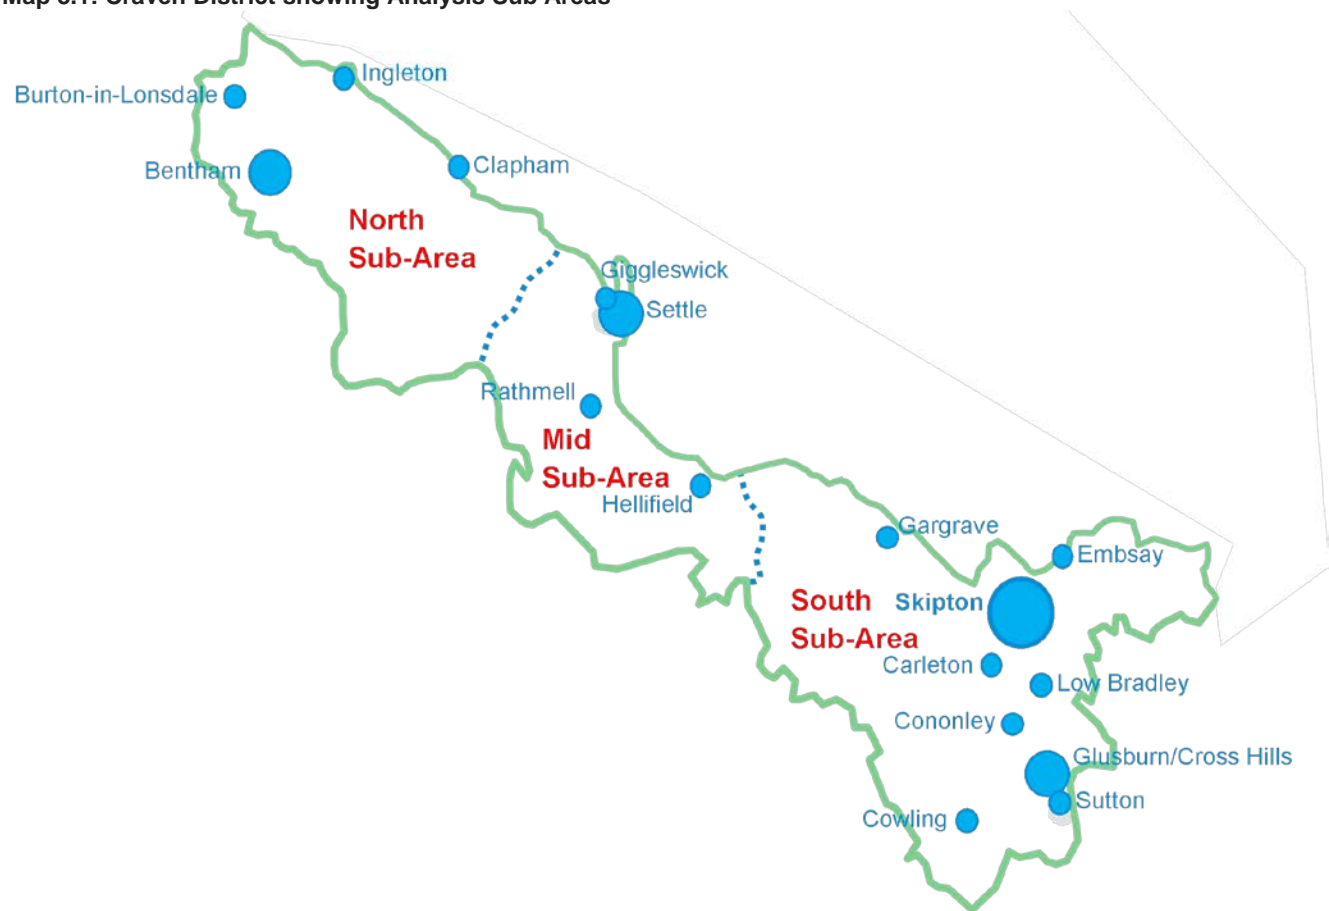 Map 3.1: Craven District showing Analysis Sub Areas
Ingleton
Burton-in-Lonsdale
Clapham
Bentham
North
Sub-Area
Giggleswick
Settle
Rathmell
Mid
Sub-Area
Hellifield
Gargrave
Embsay
South
Sub-Area
Skipton
Carleton
Low Bradley
Cononley
Glusburn/Cross Hills
Sutton
Cowling